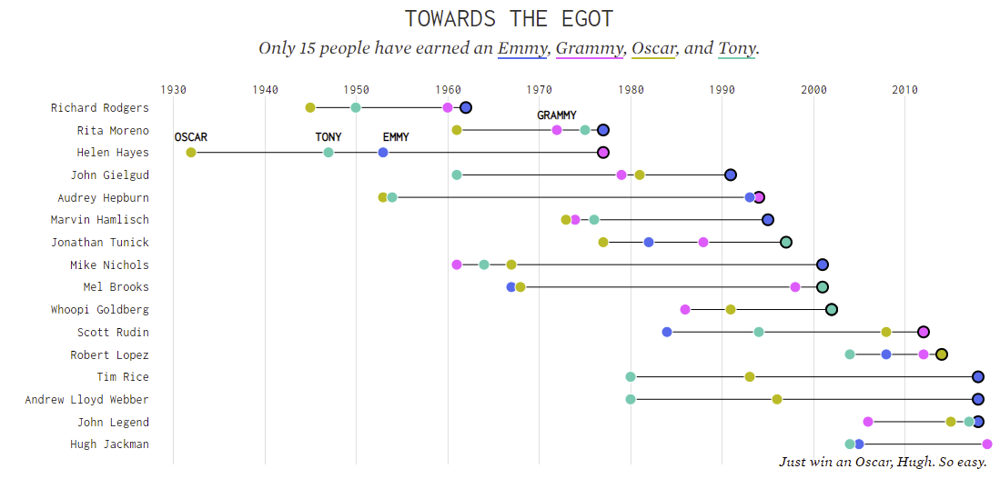 TOWARDS THE EGOT
Only 15 people have earned an Emmy, Grammy, Oscar, and Tony.
1930 1940 1950 1960 1970 1980 1990 2000 2010
Richard Rodgers
GRAMMY
Rita Moreno
OSCAR TONY EMMY
Helen Hayes
John Gielgud
Audrey Hepburn
Marvin Hamlisch
Jonathan Tunick
Mike Nichols
Mel Brooks
Whoopi Goldberg
Scott Rudin
Robert Lopez
Tim Rice
Andrew Lloyd Webber
John Legend
Hugh Jackman
Just win an Oscar, Hugh. So easy.